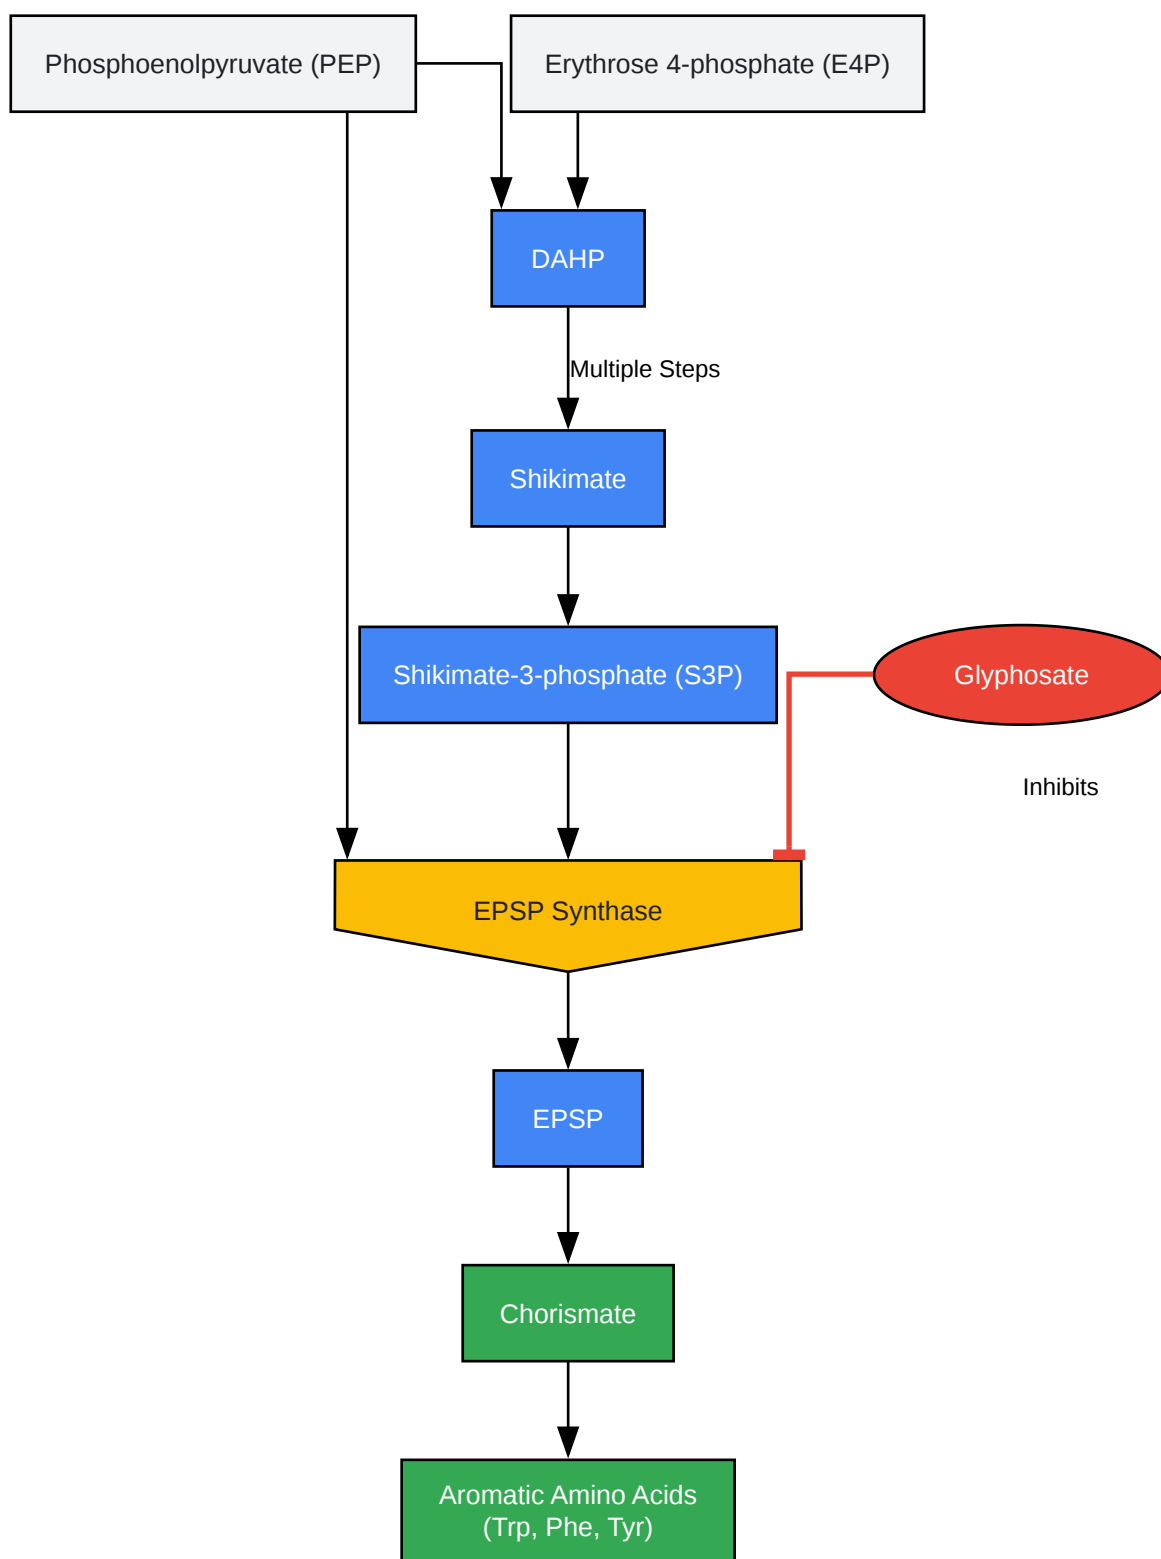 Phosphoenolpyruvate (PEP)
Erythrose 4-phosphate (E4P)
DAHP
Multiple Steps
Shikimate
Shikimate-3-phosphate (S3P)
Glyphosate
Inhibits
EPSP Synthase
EPSP
Chorismate
Aromatic Amino Acids
(Trp, Phe, Tyr)